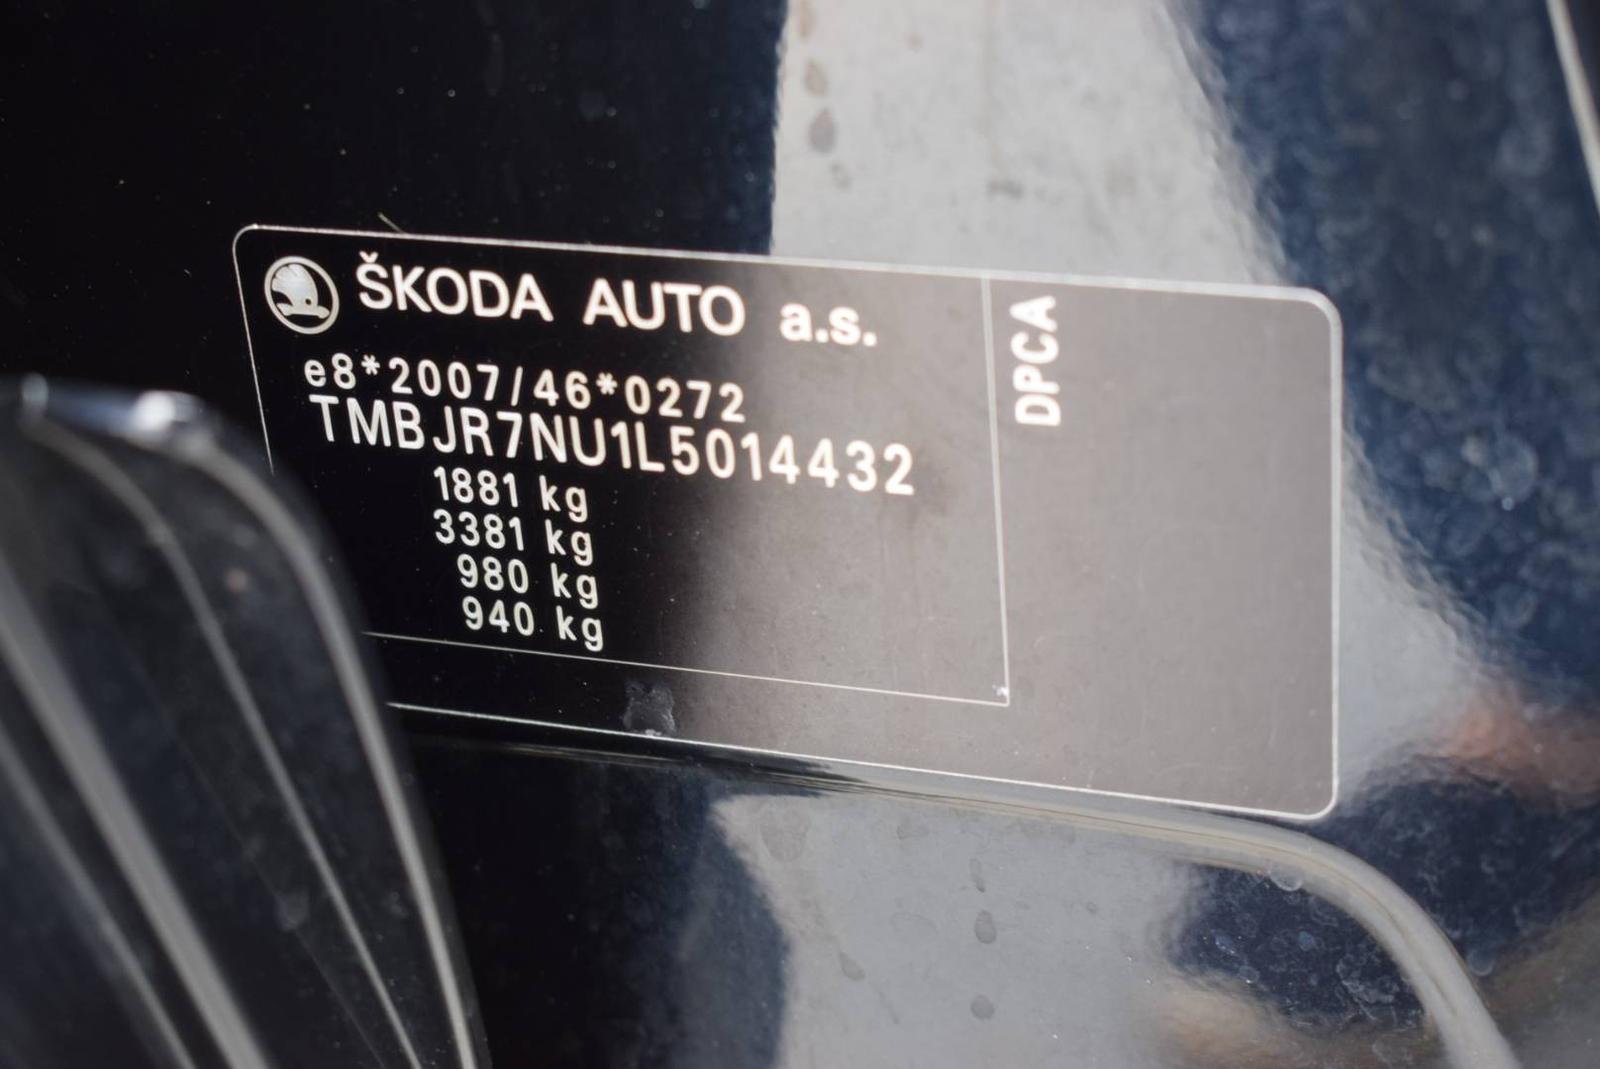 ŠKODA AUTO a.s.
e8*2007/46*0272
TMBJR7NU1L5014432
1881 kg
3381 kg
980 kg
940 kg
DPCA